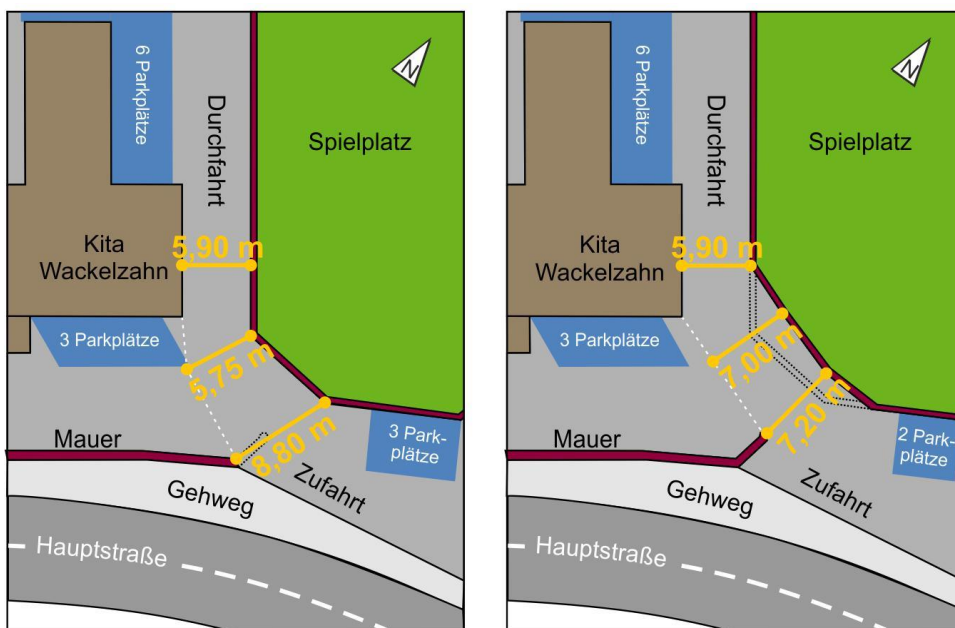 6 Parkplätze
Durchfahrt
N
Spielplatz
Kita
Wackelzahn
5,90 m
3 Parkplätze
5,75 m
8,80 m
3 Park-
plätze
Mauer
Zufahrt
Gehweg
Hauptstraße
6 Parkplätze
Durchfahrt
N
Spielplatz
Kita
Wackelzahn
5,90 m
3 Parkplätze
7,00 m
7,20 m
2 Park-
plätze
Mauer
Zufahrt
Gehweg
Hauptstraße